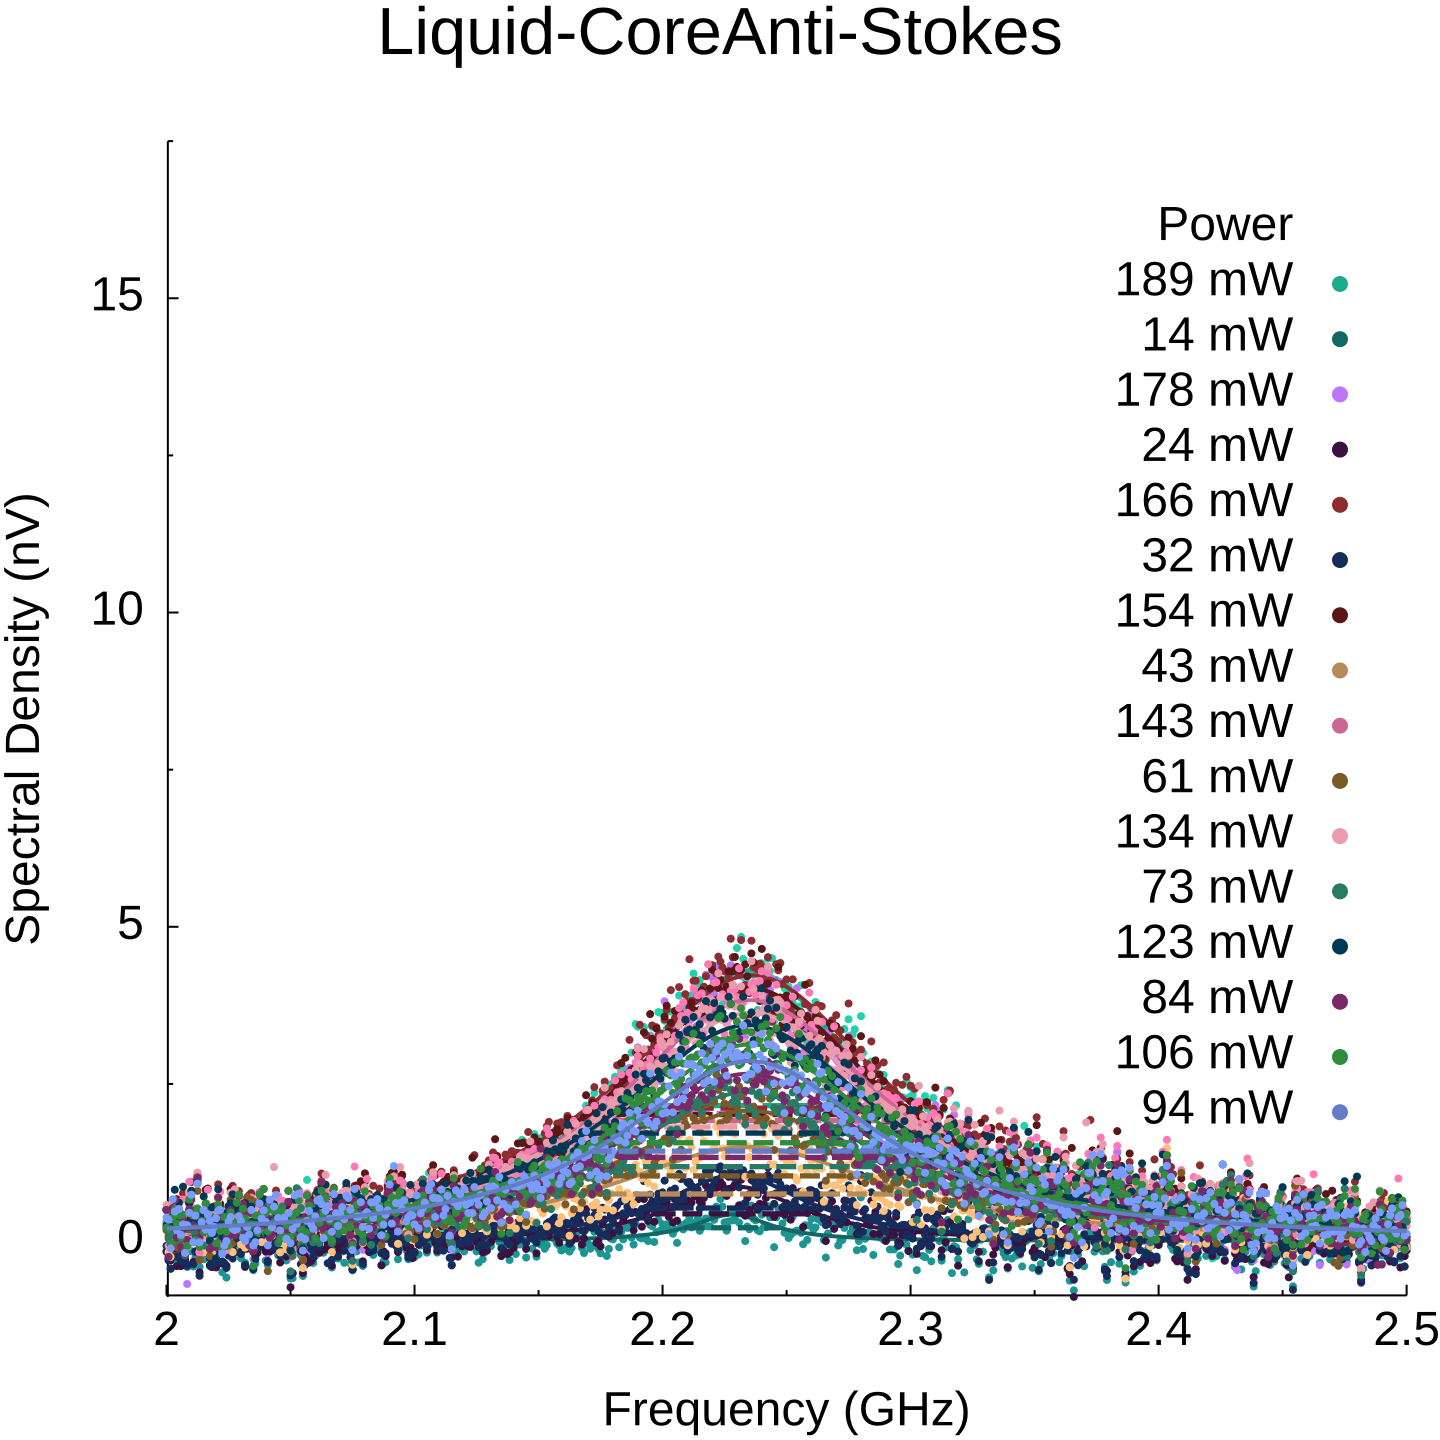 Liquid-CoreAnti-Stokes
Power
189 mW
14 mW
178 mW
24 mW
166 mW
32 mW
154 mW
43 mW
143 mW
61 mW
134 mW
73 mW
123 mW
84 mW
106 mW
94 mW
15
10
5
0
Spectral Density (nV)
2 2.1 2.2 2.3 2.4 2.5
Frequency (GHz)